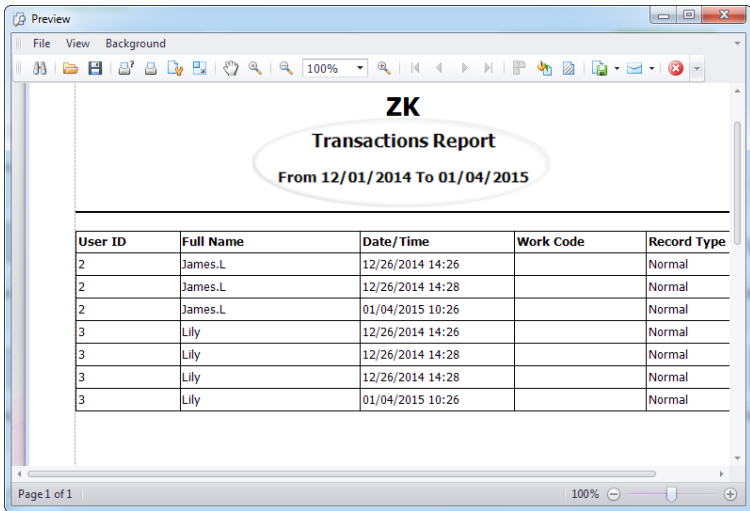 Preview
File View Background
100%
ZK
Transactions Report
From 12/01/2014 To 01/04/2015
User ID Full Name Date/Time Work Code Record Type
2 James.L 12/26/2014 14:26 Normal
2 James.L 12/26/2014 14:28 Normal
2 James.L 01/04/2015 10:26 Normal
3 Lily 12/26/2014 14:26 Normal
3 Lily 12/26/2014 14:28 Normal
3 Lily 12/26/2014 14:28 Normal
3 Lily 01/04/2015 10:26 Normal
Page 1 of 1 100%